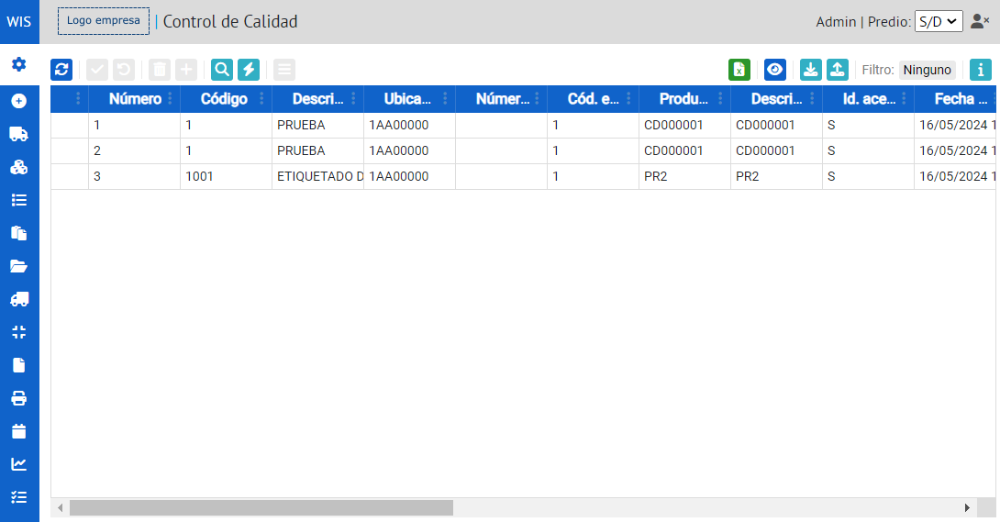 WIS Logo empresa | Control de Calidad Admin | Predio: S/D
Filtro: Ninguno
Número Código Descri... Ubica... Númer... Cód. e... Produ... Descri... Id. ace... Fecha ...
1 1 PRUEBA 1AA00000 1 CD000001 CD000001 S 16/05/2024 1
2 1 PRUEBA 1AA00000 1 CD000001 CD000001 S 16/05/2024 1
3 1001 ETIQUETADO D 1AA00000 1 PR2 PR2 S 16/05/2024 1